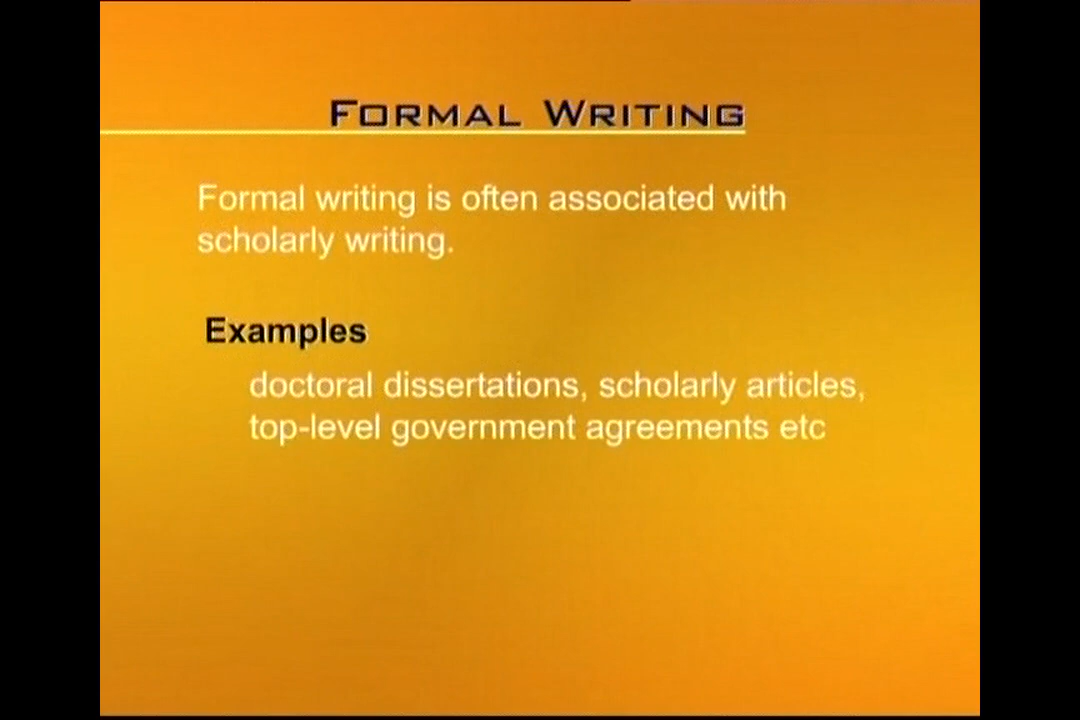 FORMAL WRITING
Formal writing is often associated with
scholarly writing.
Examples
doctoral dissertations, scholarly articles,
top-level government agreements etc